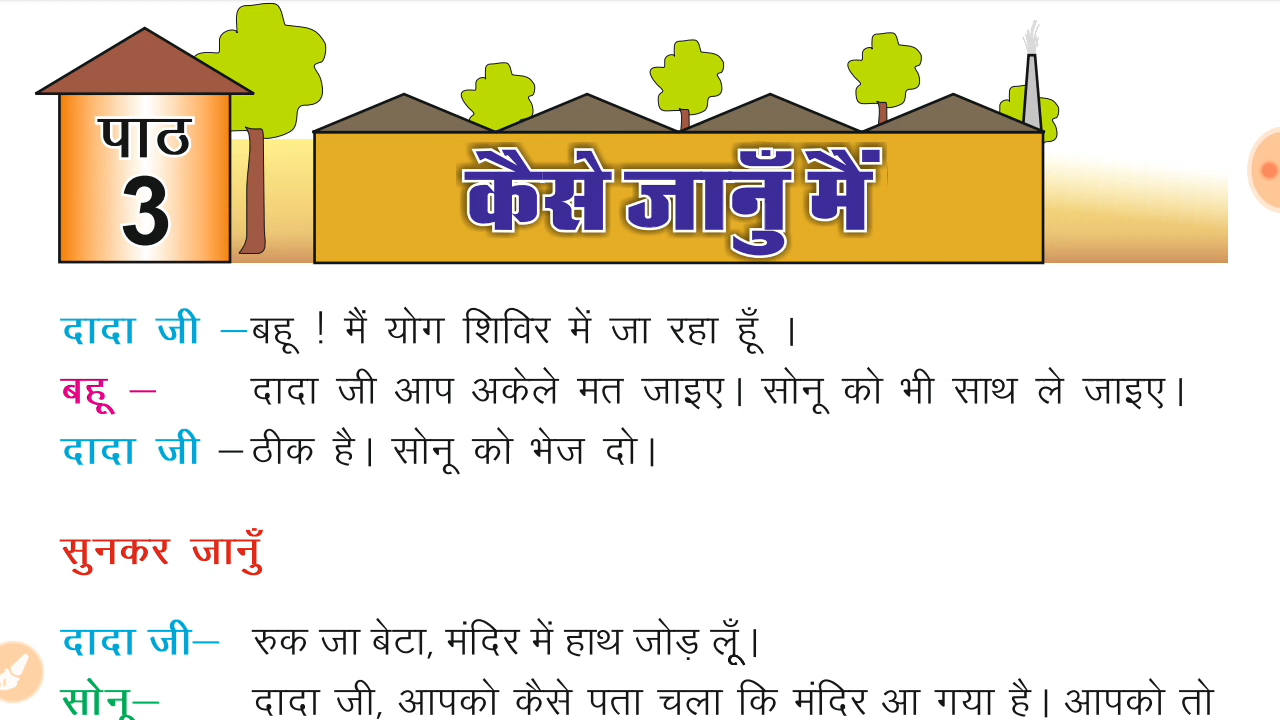 पाठ
3
कैसे जानुँ मैं
दादा जी –बहू ! मैं योग शिविर में जा रहा हूँ ।
बहू – दादा जी आप अकेले मत जाइए। सोनू को भी साथ ले जाइए।
दादा जी –ठीक है। सोनू को भेज दो।
सुनकर जानुँ
दादा जी– रुक जा बेटा, मंदिर में हाथ जोड़ लूँ।
सोनू– दादा जी, आपको कैसे पता चला कि मंदिर आ गया है। आपको तो